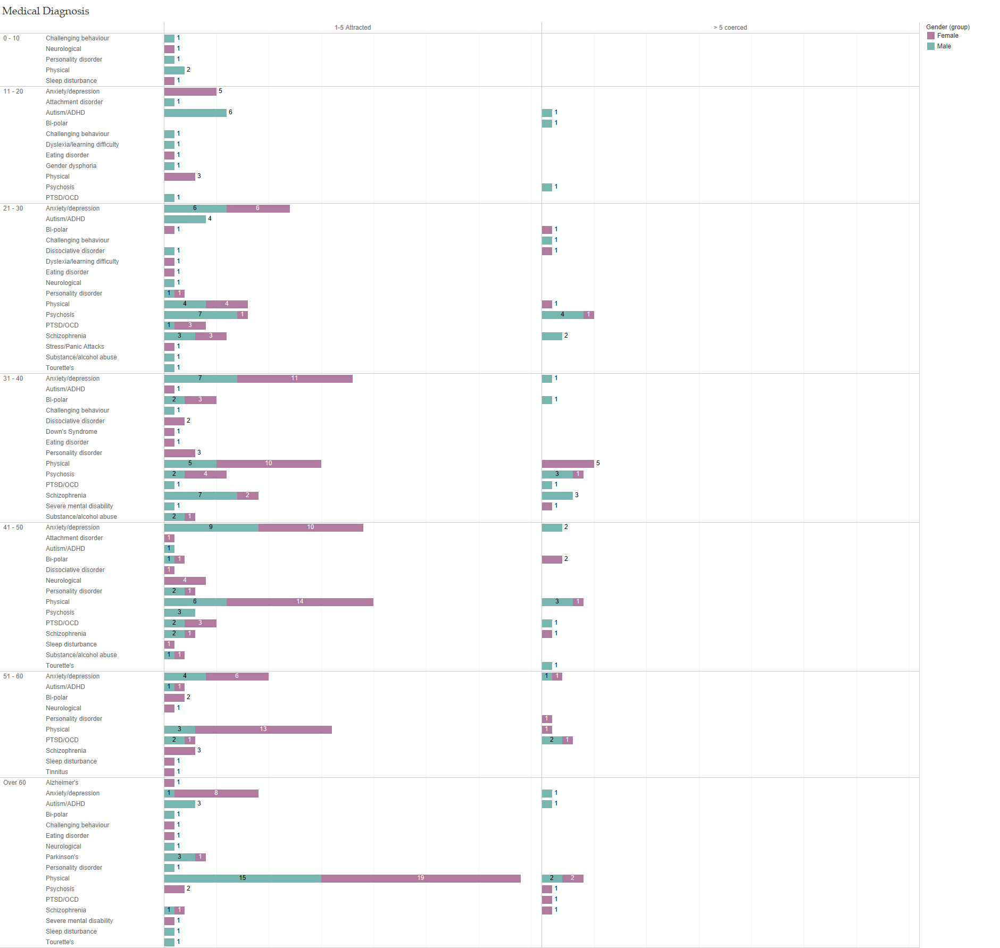 Medical Diagnosis
1-5 Attracted > 5 coerced Gender (group)
Female
Male
0 - 10 Challenging behaviour 1
Neurological 1
Personality disorder 1
Physical 2
Sleep disturbance 1
11 - 20 Anxiety/depression 5
Attachment disorder 1
Autism/ADHD 6 1
Bi-polar 1
Challenging behaviour 1
Dyslexia/learning difficulty 1
Eating disorder 1
Gender dysphoria 1
Physical 3
Psychosis 1
PTSD/OCD 1
21 - 30 Anxiety/depression 6 6
Autism/ADHD 4
Bi-polar 1 1
Challenging behaviour 1
Dissociative disorder 1 1
Dyslexia/learning difficulty 1
Eating disorder 1
Neurological 1
Personality disorder 1 1
Physical 4 4 1
Psychosis 7 1 4 1
PTSD/OCD 1 3
Schizophrenia 3 3 2
Stress/Panic Attacks 1
Substance/alcohol abuse 1
Tourette's 1
31 - 40 Anxiety/depression 7 11 1
Autism/ADHD 1
Bi-polar 2 3 1
Challenging behaviour 1
Dissociative disorder 2
Down's Syndrome 1
Eating disorder 1
Personality disorder 3
Physical 5 10 5
Psychosis 2 4 3 1
PTSD/OCD 1 1
Schizophrenia 7 2 3
Severe mental disability 1 1
Substance/alcohol abuse 2 1
41 - 50 Anxiety/depression 9 10 2
Attachment disorder 1
Autism/ADHD 1
Bi-polar 1 1 2
Dissociative disorder 1
Neurological 4
Personality disorder 2 1
Physical 6 14 3 1
Psychosis 3
PTSD/OCD 2 3 1
Schizophrenia 2 1 1
Sleep disturbance 1
Substance/alcohol abuse 1 1
Tourette's 1
51 - 60 Anxiety/depression 4 6 1 1
Autism/ADHD 1 1
Bi-polar 2
Neurological 1
Personality disorder 1
Physical 3 13 1
PTSD/OCD 2 1 2 1
Schizophrenia 3
Sleep disturbance 1
Tinnitus 1
Over 60 Alzheimer's 1
Anxiety/depression 1 8 1
Autism/ADHD 3 1
Bi-polar 1
Challenging behaviour 1
Eating disorder 1
Neurological 1
Parkinson's 3 1
Personality disorder 1
Physical 15 19 2 2
Psychosis 2 1
PTSD/OCD 1
Schizophrenia 1 1 1
Severe mental disability 1
Sleep disturbance 1
Tourette's 1